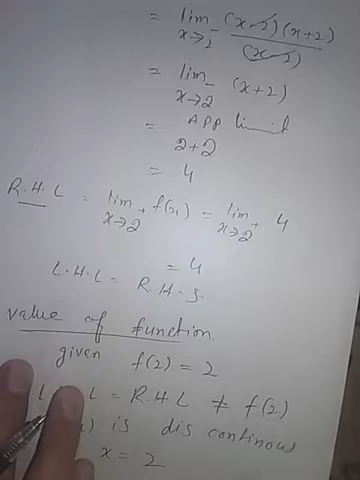 = lim x→2⁻ (x-2)(x+2) / (x-2)
= lim x→2⁻ (x+2)
= APP limit
2+2
= 4
R.H.L = lim x→2⁺ f(x) = lim x→2⁺ 4
= 4
L.H.L = R.H.S.
value of function.
given f(2) = 2
L L = R.H.L ≠ f(2)
) is dis continous
x = 2